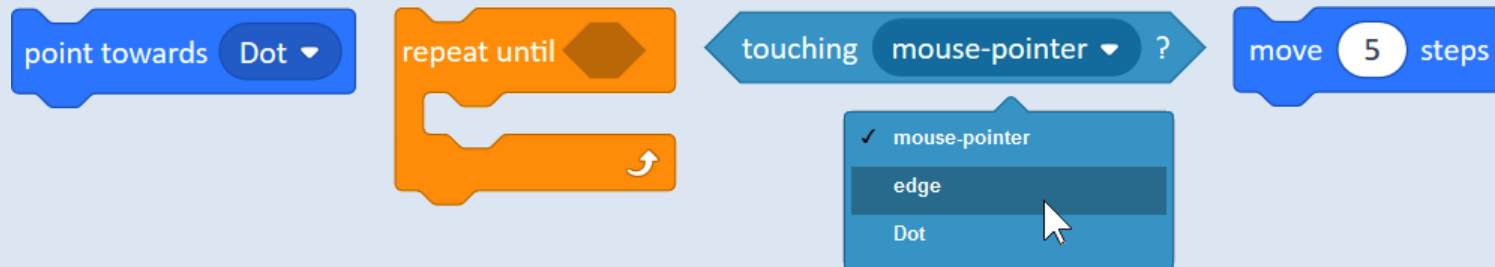 point towards Dot
repeat until
touching mouse-pointer ?
move 5 steps
✓ mouse-pointer
edge
Dot